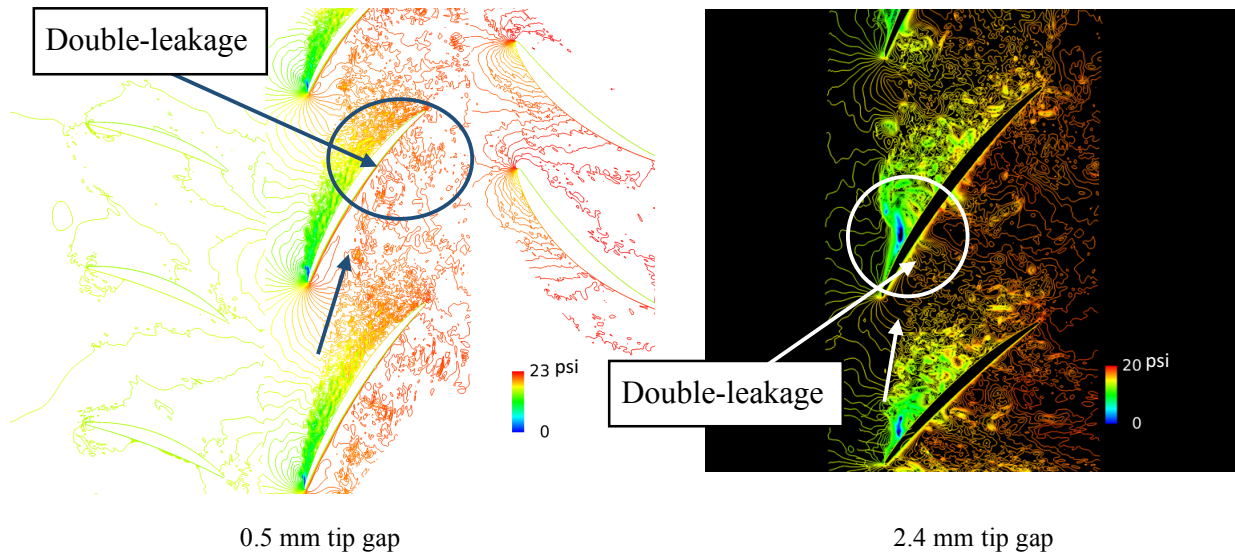 Double-leakage
23 psi
0
0.5 mm tip gap
Double-leakage
20 psi
0
2.4 mm tip gap